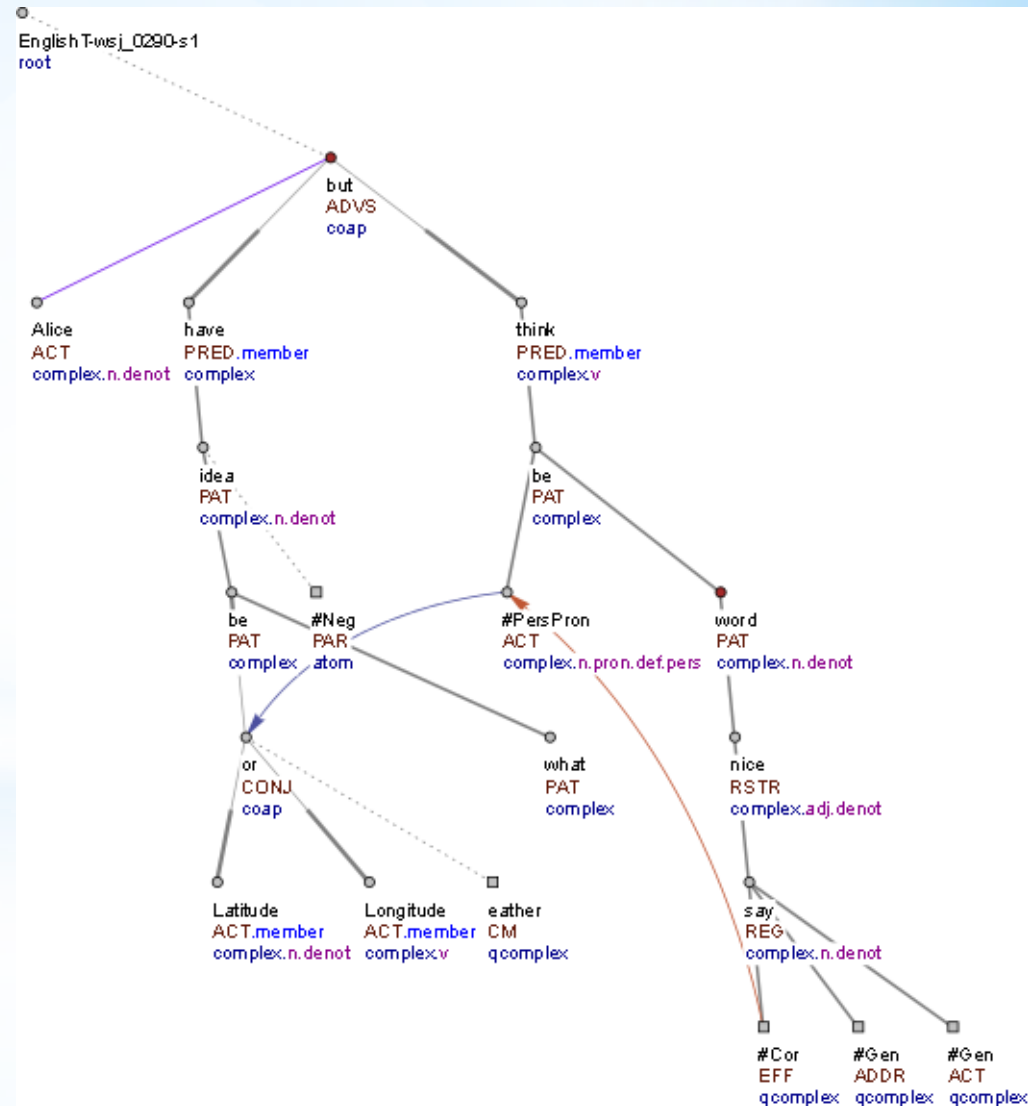 EnglishT-wsj_0290-s1
root
but
ADVS
coap
Alice
ACT
complex.n.denot
have
PRED.member
complex
think
PRED.member
complex.v
idea
PAT
complex.n.denot
be
PAT
complex
be
PAT
complex
#Neg
PAR
atom
#PersPron
ACT
complex.n.pron.def.pers
word
PAT
complex.n.denot
or
CONJ
coap
what
PAT
complex
nice
RSTR
complex.adj.denot
Latitude
ACT.member
complex.n.denot
Longitude
ACT.member
complex.v
eather
CM
qcomplex
say
REG
complex.n.denot
#Cor
EFF
qcomplex
#Gen
ADDR
qcomplex
#Gen
ACT
qcomplex